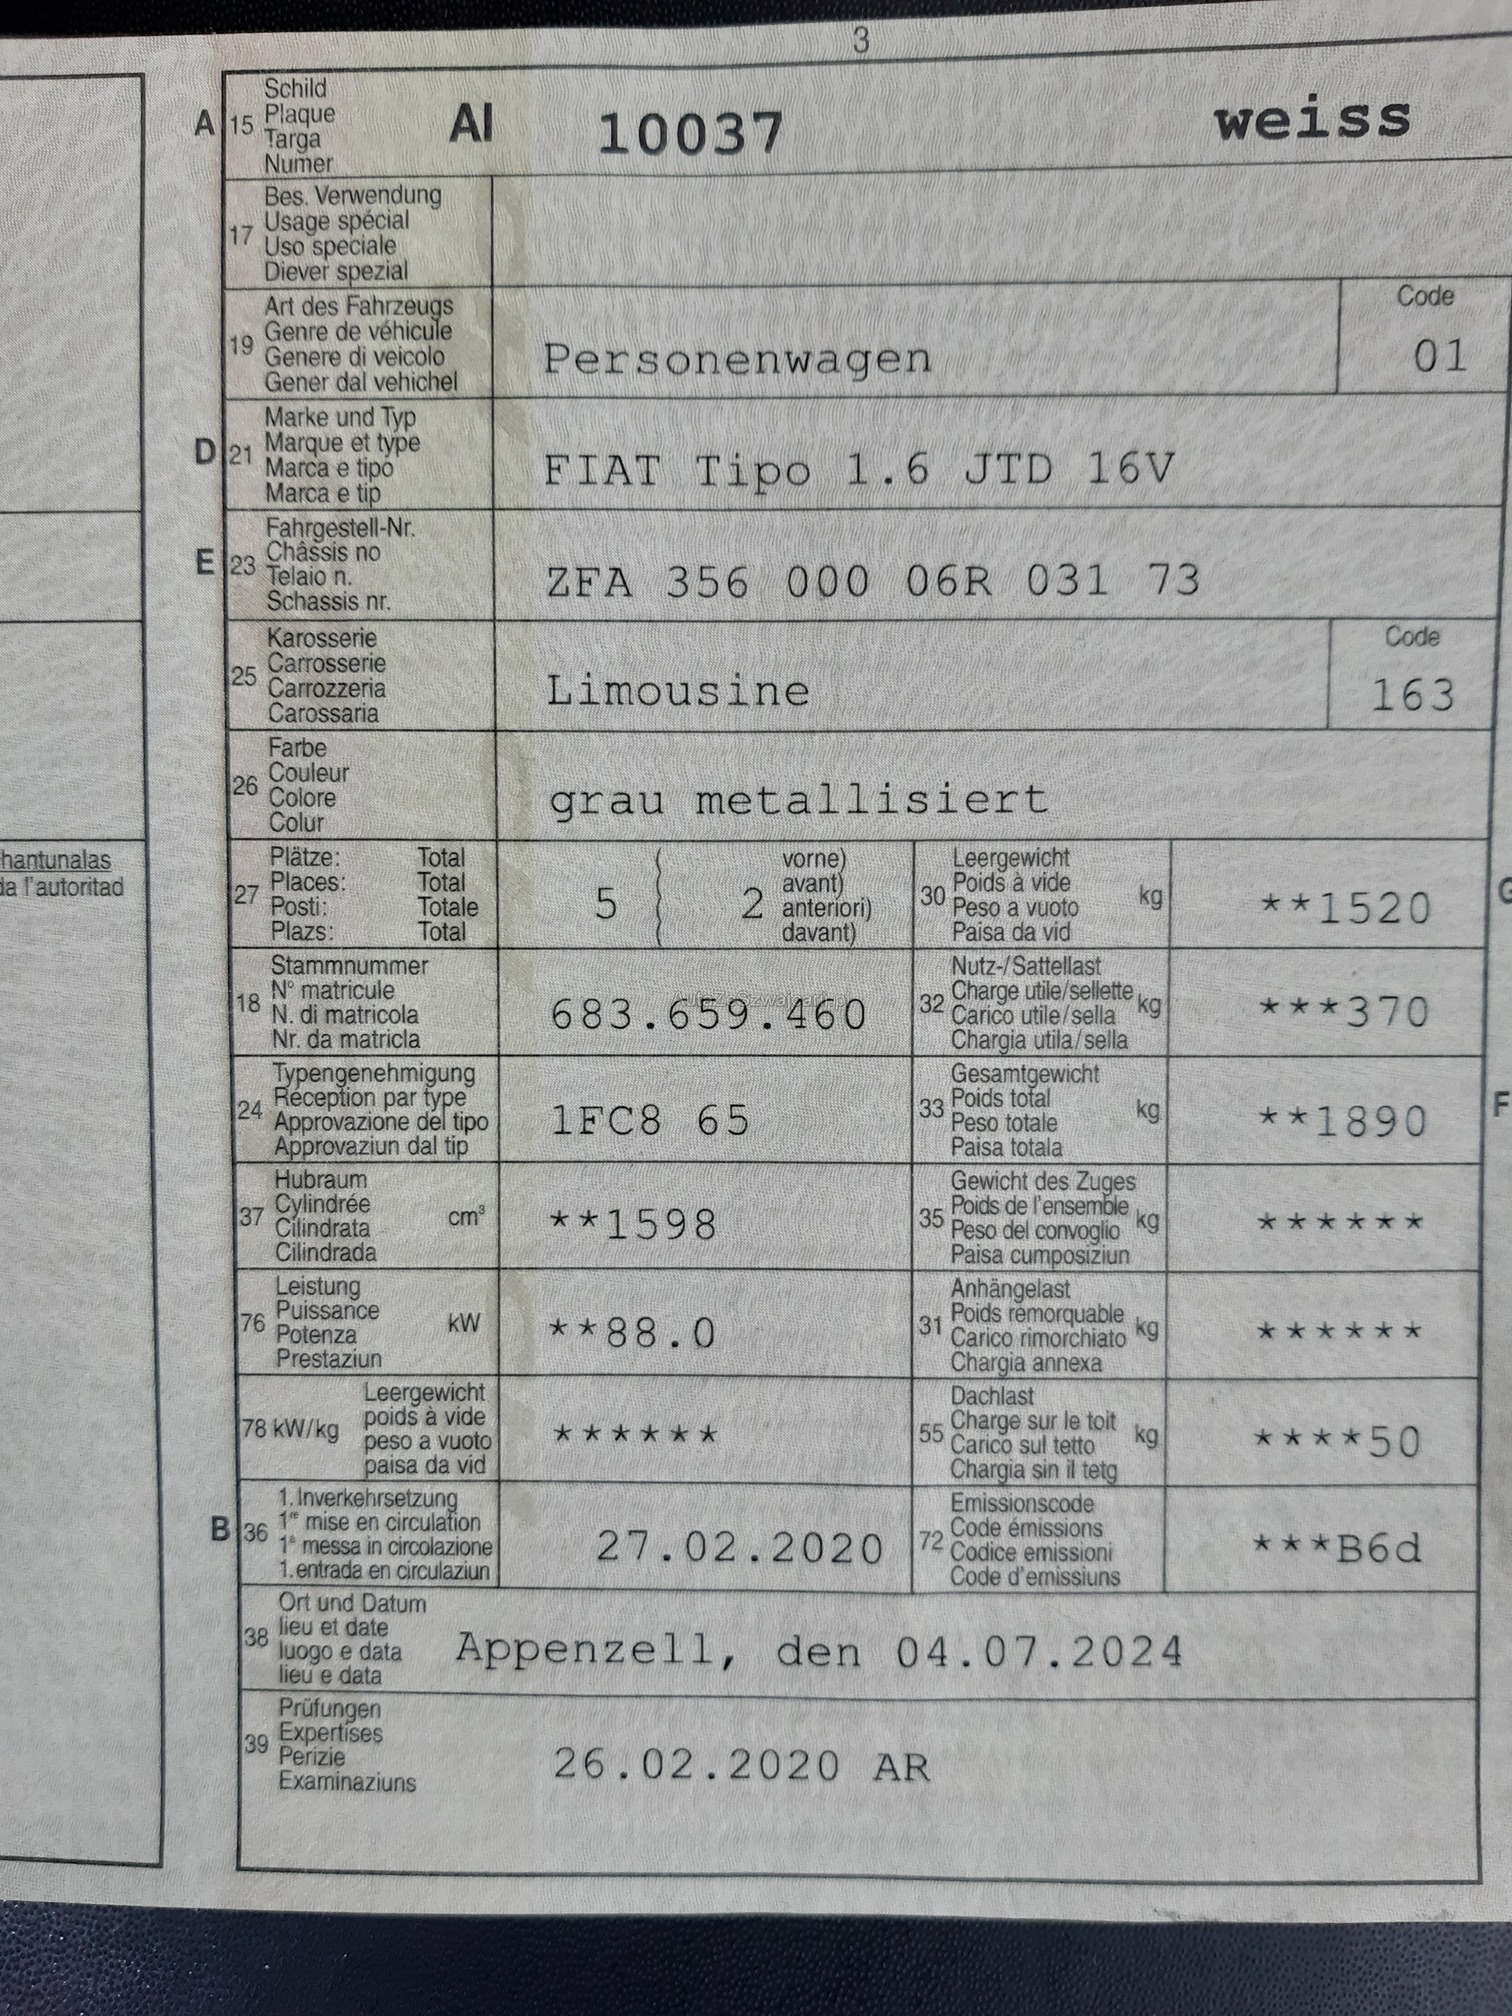 3
A 15 Schild
Plaque
Targa
Numer
AI 10037 weiss
17 Bes. Verwendung
Usage spécial
Uso speciale
Diever spezial
19 Art des Fahrzeugs
Genre de véhicule
Genere di veicolo
Gener dal vehichel
Personenwagen
Code
01
D 21 Marke und Typ
Marque et type
Marca e tipo
Marca e tip
FIAT Tipo 1.6 JTD 16V
E 23 Fahrgestell-Nr.
Châssis no
Telaio n.
Schassis nr.
ZFA 356 000 06R 031 73
25 Karosserie
Carrosserie
Carrozzeria
Carossaria
Limousine
Code
163
26 Farbe
Couleur
Colore
Colur
grau metallisiert
hantunalas
da l'autoritad
27 Plätze: Total
Places: Total
Posti: Totale
Plazs: Total
5 2
vorne)
avant)
anteriori)
davant)
30 Leergewicht
Poids à vide
Peso a vuoto
Paisa da vid
kg
**1520
G
18 Stammnummer
N° matricule
N. di matricola
Nr. da matricla
683.659.460
32 Nutz-/Sattellast
Charge utile/sellette
Carico utile/sella
Chargia utila/sella
kg
***370
24 Typengenehmigung
Réception par type
Approvazione del tipo
Approvaziun dal tip
1FC8 65
33 Gesamtgewicht
Poids total
Peso totale
Paisa totala
kg
**1890
F
37 Hubraum
Cylindrée
Cilindrata
Cilindrada
cm³
**1598
35 Gewicht des Zuges
Poids de l'ensemble
Peso del convoglio
Paisa cumposiziun
kg
******
76 Leistung
Puissance
Potenza
Prestaziun
kW
**88.0
31 Anhängelast
Poids remorquable
Carico rimorchiato
Chargia annexa
kg
******
78 kW/kg Leergewicht
poids à vide
peso a vuoto
paisa da vid
******
55 Dachlast
Charge sur le toit
Carico sul tetto
Chargia sin il tetg
kg
****50
B 36 1. Inverkehrsetzung
1re mise en circulation
1a messa in circolazione
1. entrada en circulaziun
27.02.2020
72 Emissionscode
Code émissions
Codice emissioni
Code d'emissiuns
***B6d
38 Ort und Datum
lieu et date
luogo e data
lieu e data
Appenzell, den 04.07.2024
39 Prüfungen
Expertises
Perizie
Examinaziuns
26.02.2020 AR